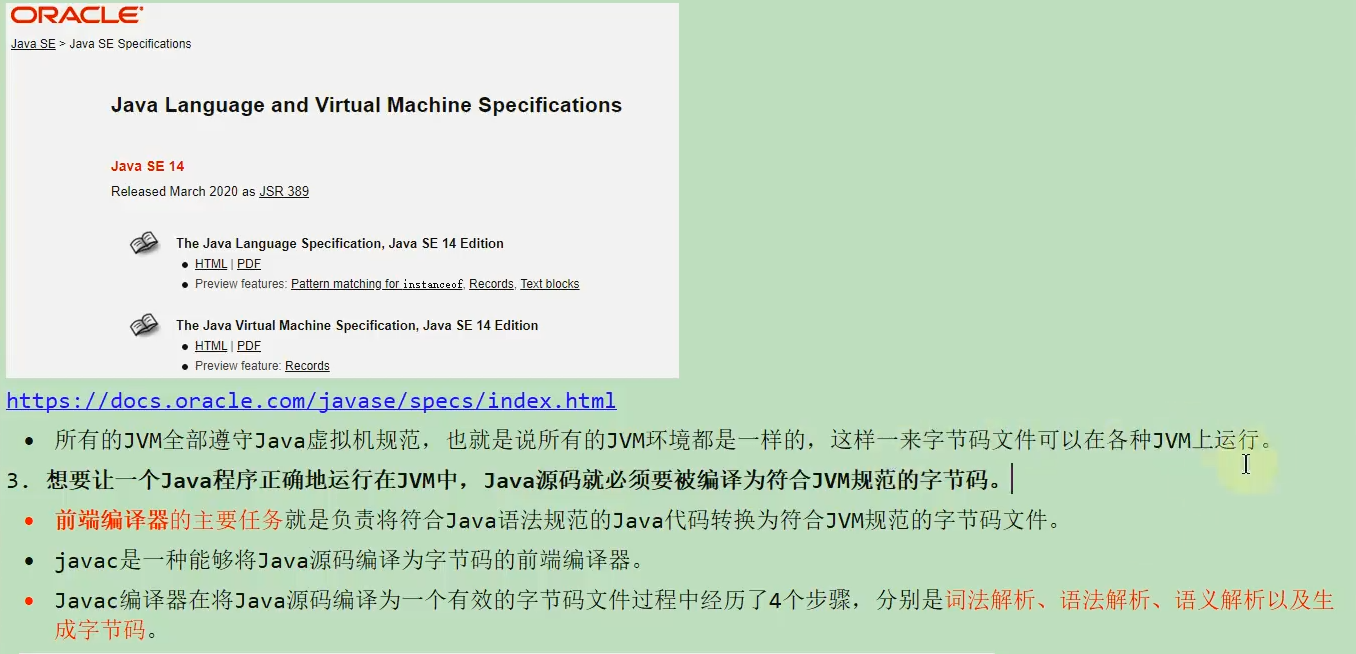 ORACLE
Java SE > Java SE Specifications
Java Language and Virtual Machine Specifications
Java SE 14
Released March 2020 as JSR 389
The Java Language Specification, Java SE 14 Edition
• HTML | PDF
• Preview features: Pattern matching for instanceof, Records, Text blocks
The Java Virtual Machine Specification, Java SE 14 Edition
• HTML | PDF
• Preview feature: Records
https://docs.oracle.com/javase/specs/index.html
• 所有的JVM全部遵守Java虚拟机规范，也就是说所有的JVM环境都是一样的，这样一来字节码文件可以在各种JVM上运行。
3. 想要让一个Java程序正确地运行在JVM中，Java源码就必须要被编译为符合JVM规范的字节码。
• 前端编译器的主要任务就是负责将符合Java语法规范的Java代码转换为符合JVM规范的字节码文件。
• javac是一种能够将Java源码编译为字节码的前端编译器。
• Javac编译器在将Java源码编译为一个有效的字节码文件过程中经历了4个步骤，分别是词法解析、语法解析、语义解析以及生
成字节码。